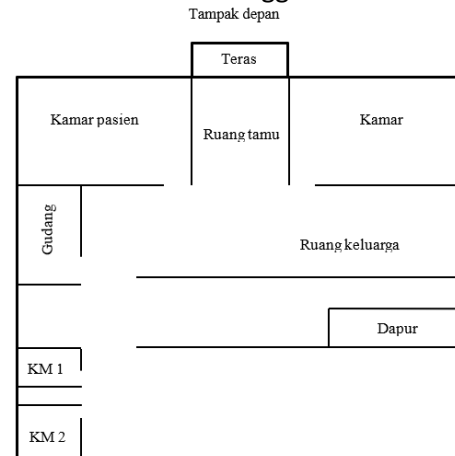 Tampak depan
Teras
Kamar pasien
Ruang tamu
Kamar
Gudang
Ruang keluarga
Dapur
KM 1
KM 2